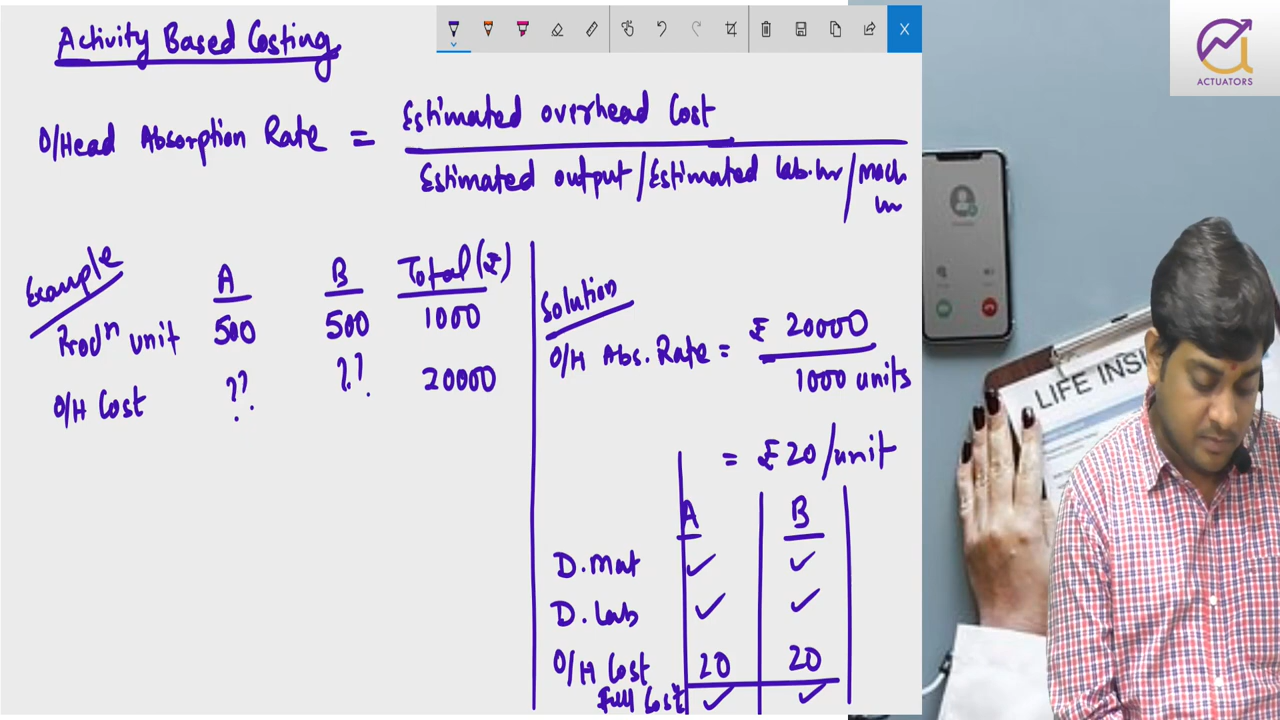 Activity Based Costing
O/Head Absorption Rate = Estimated overhead Cost
Estimated output/Estimated lab.hr/mach. hr
Example
A B Total (₹)
Prodⁿ unit 500 500 1000
O/H Cost ?? ?? 20000
Solution
O/H Abs. Rate = ₹ 20000
1000 units
= ₹ 20/unit
A B
D. Mat ✓ ✓
D. Lab ✓ ✓
O/H Cost 20 20
Full Cost ✓ ✓
X
ACTUATORS
LIFE INS